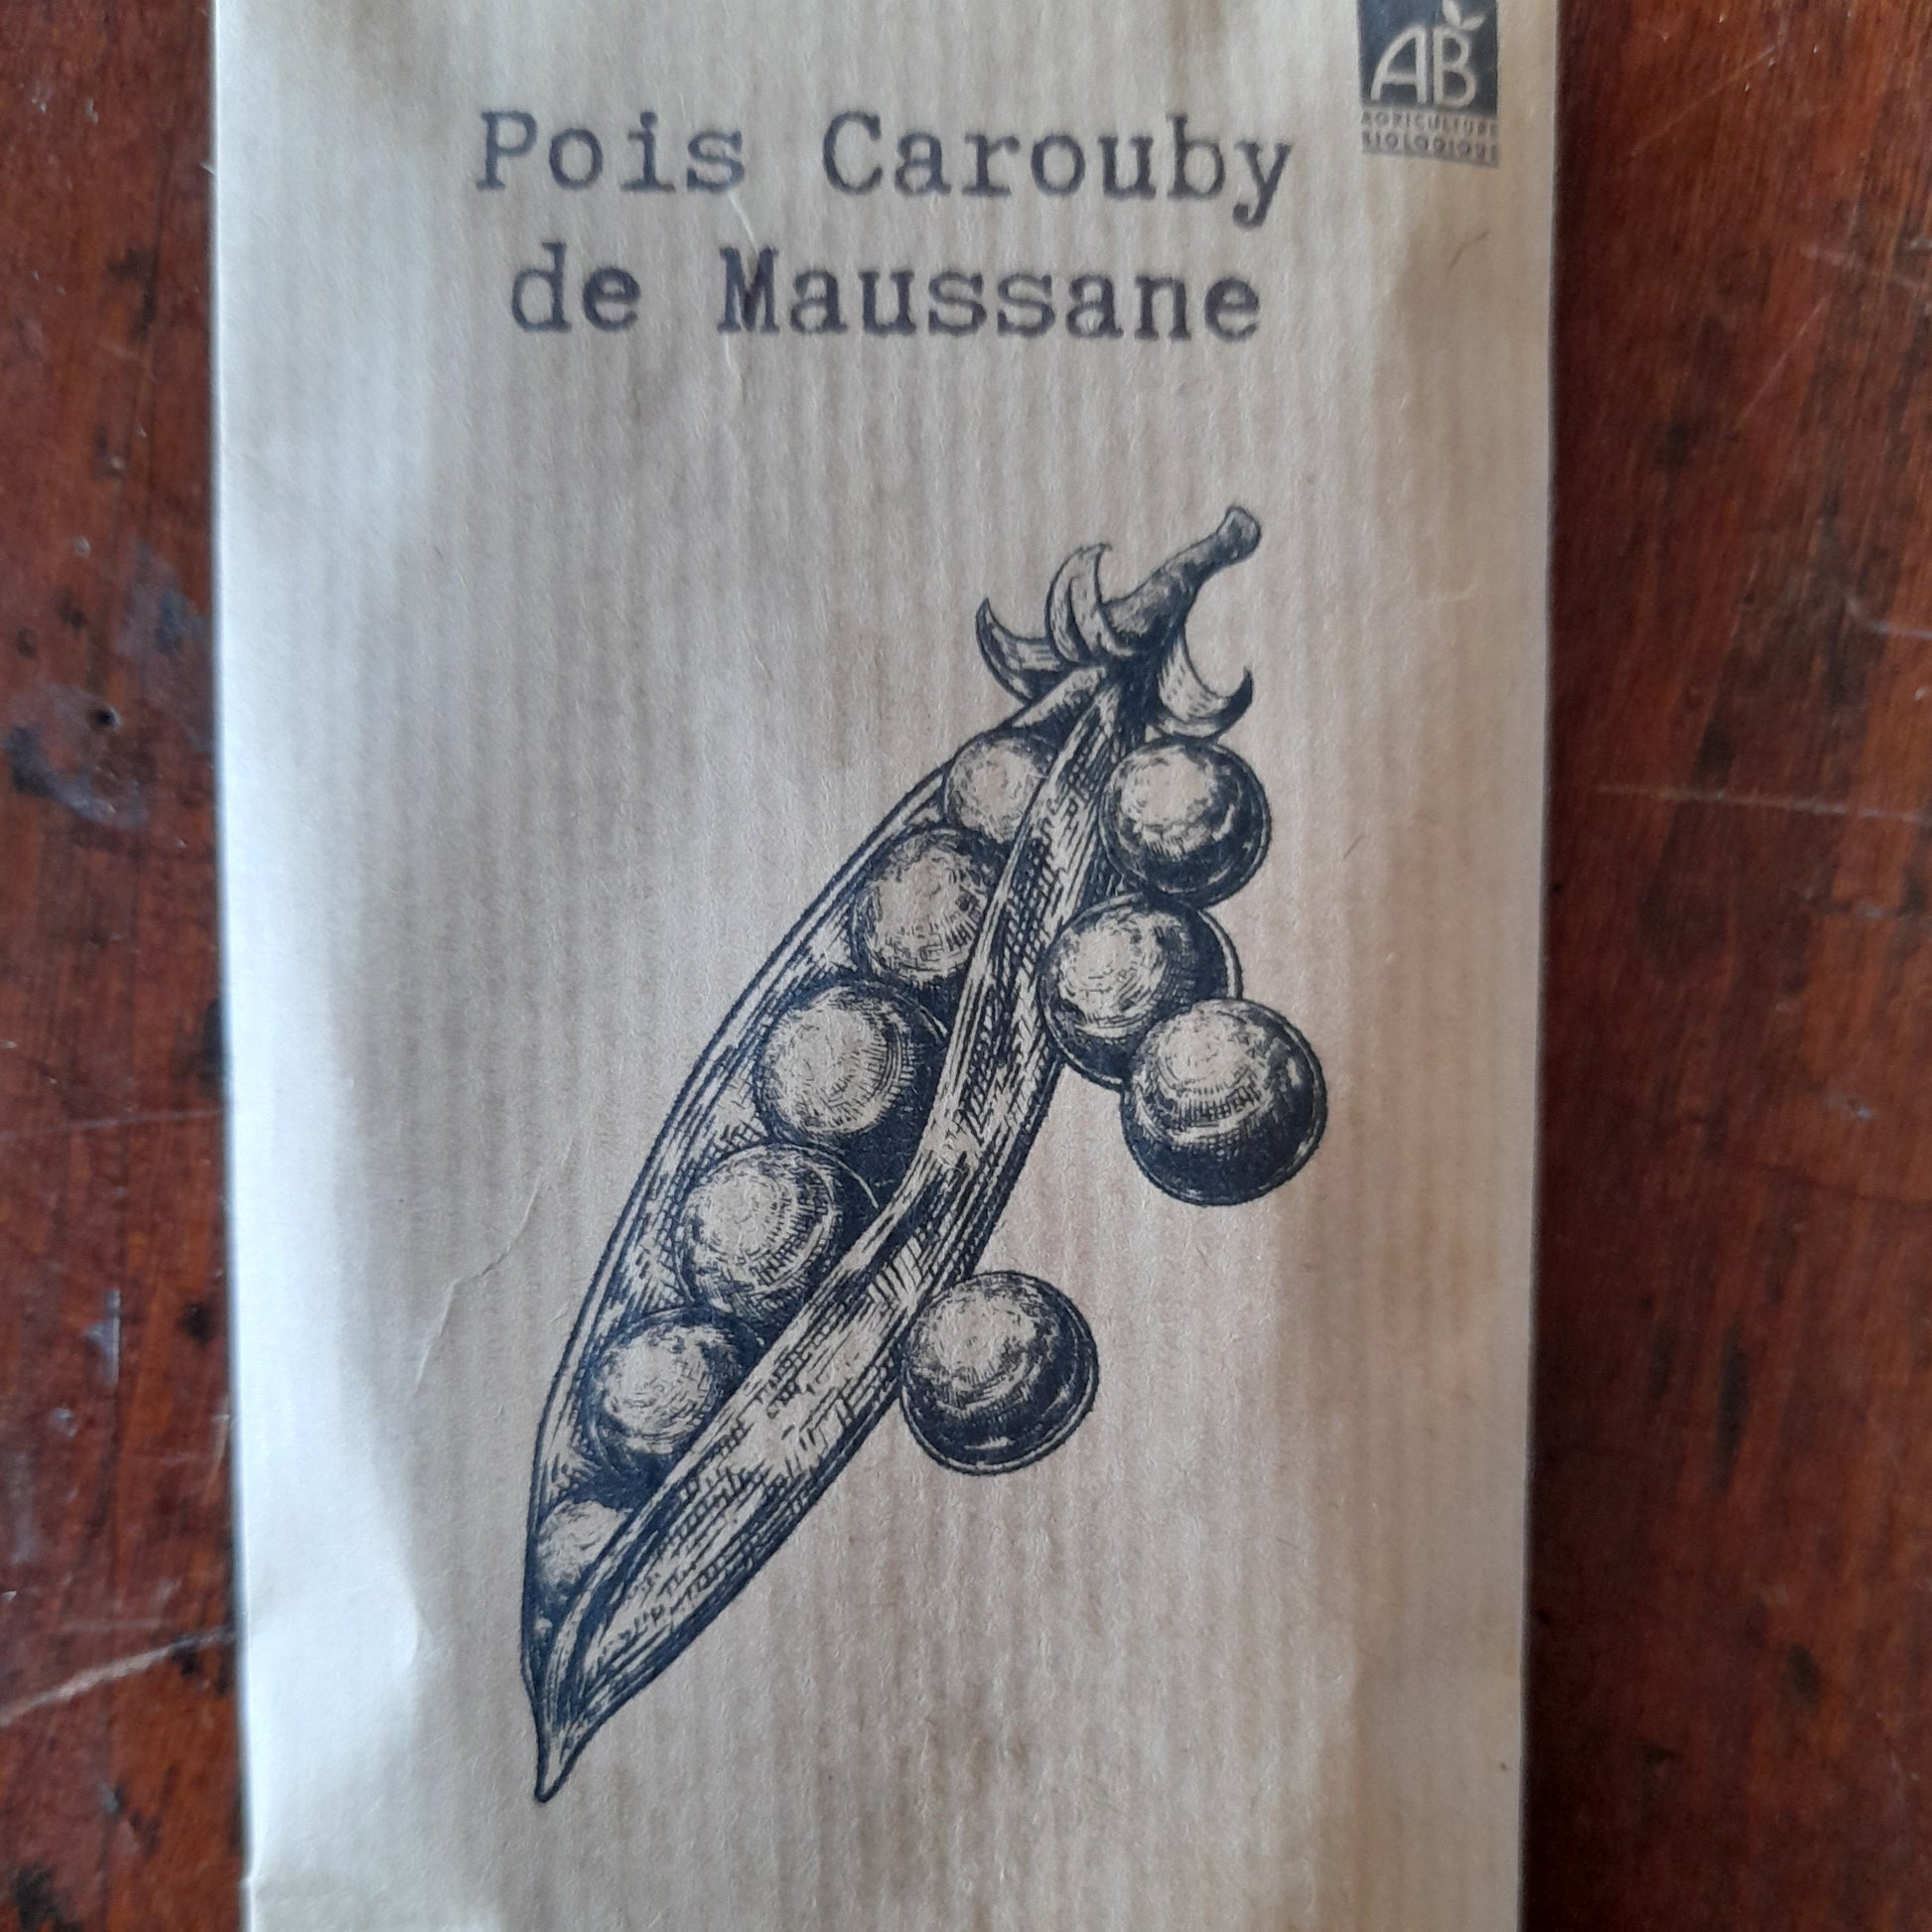 AB
AGRICULTURE
BIOLOGIQUE
Pois Carouby
de Maussane